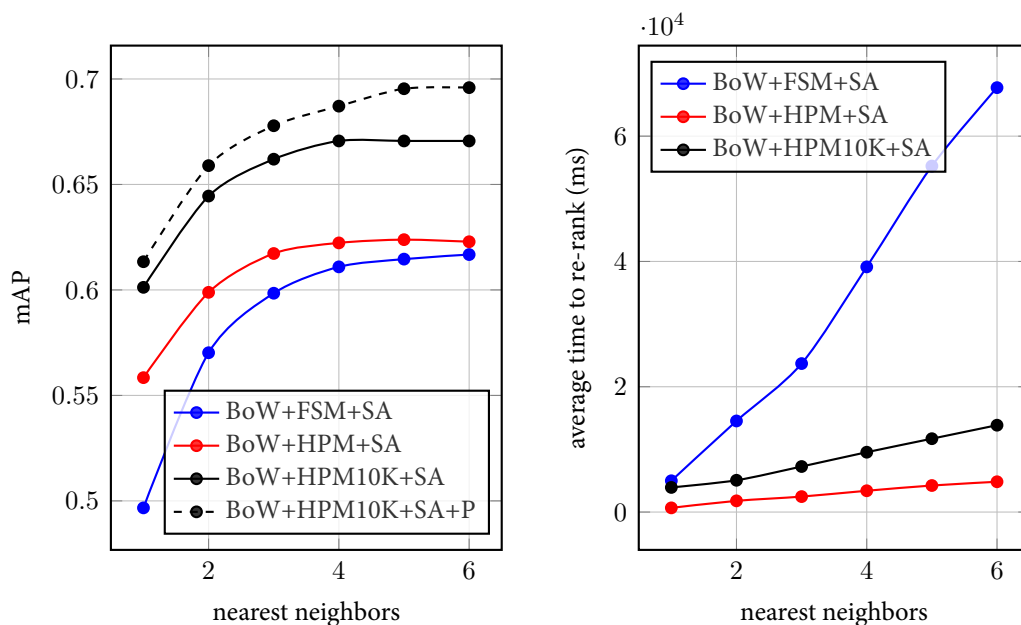 0.7
0.65
0.6
0.55
0.5
mAP
BoW+FSM+SA
BoW+HPM+SA
BoW+HPM10K+SA
BoW+HPM10K+SA+P
2 4 6
nearest neighbors
·10⁴
6
4
2
0
average time to re-rank (ms)
BoW+FSM+SA
BoW+HPM+SA
BoW+HPM10K+SA
2 4 6
nearest neighbors